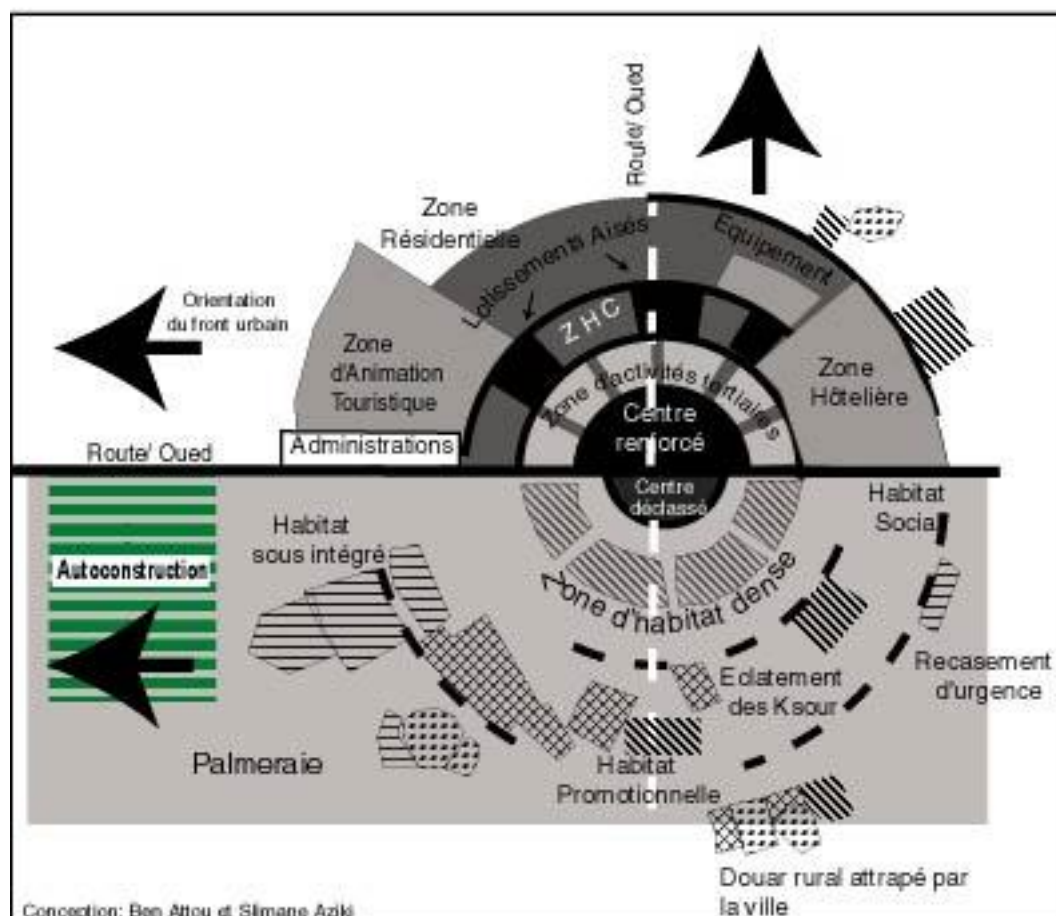 Route/ Oued
Zone
Résidentielle
Lotissements Aisés
Equipement
Orientation
du front urbain
ZHC
Zone
d'Animation
Touristique
Zone d'activités tertiaires
Zone
Hôtelière
Centre
renforcé
Administrations
Route/ Oued
Centre
déclassé
Habitat
Social
Habitat
sous intégré
Autoconstruction
Zone d'habitat dense
Recasement
d'urgence
Eclatement
des Ksour
Palmeraie
Habitat
Promotionnelle
Douar rural attrapé par
la ville
Conception: Ben Attou et Slimane Aziki